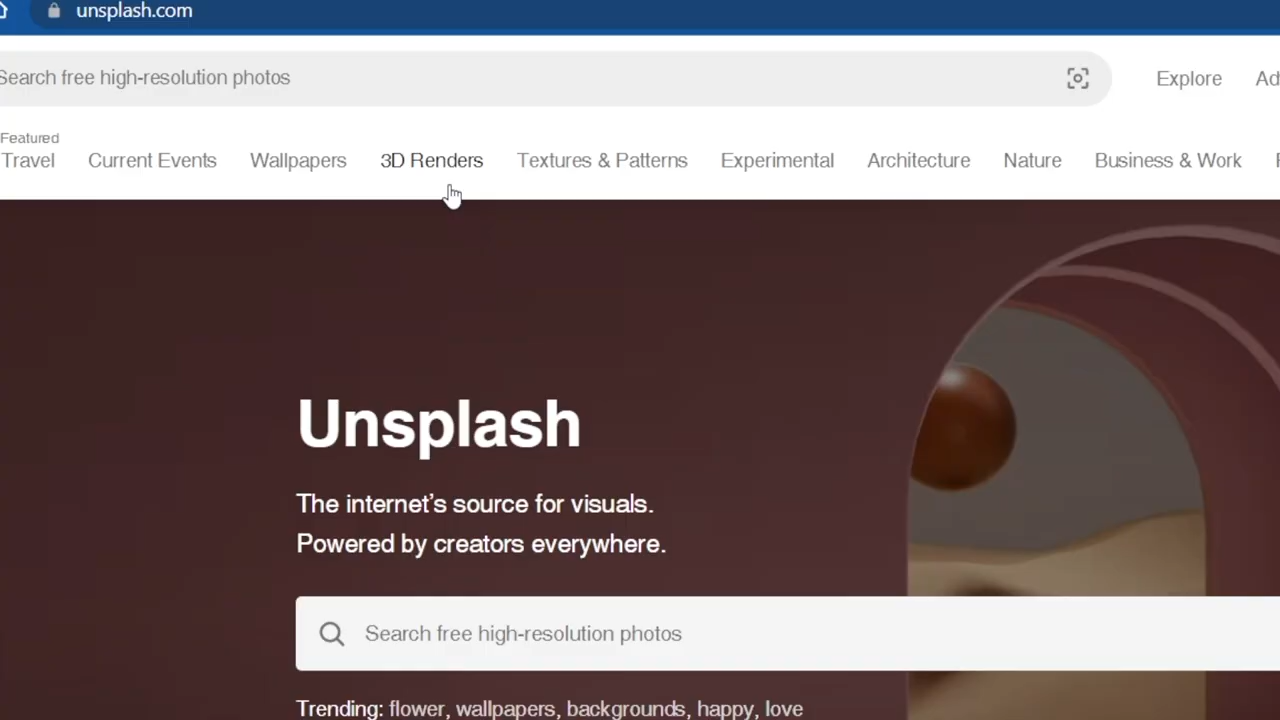 unsplash.com
Search free high-resolution photos
Explore
Featured
Travel Current Events Wallpapers 3D Renders Textures & Patterns Experimental Architecture Nature Business & Work
Unsplash
The internet's source for visuals.
Powered by creators everywhere.
Search free high-resolution photos
Trending: flower, wallpapers, backgrounds, happy, love